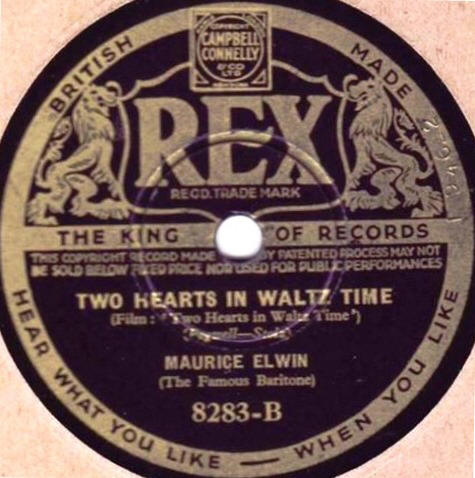 COPYRIGHT
CAMPBELL
CONNELLY
& CO
LTD
BRITISH MADE
REX
REGD. TRADE MARK
THE KING OF RECORDS
THIS COPYRIGHT RECORD MADE BY PATENTED PROCESS MAY NOT
BE SOLD BELOW FIXED PRICE NOR USED FOR PUBLIC PERFORMANCES
TWO HEARTS IN WALTZ TIME
(Film: "Two Hearts in Waltz Time")
MAURICE ELWIN
(The Famous Baritone)
8283-B
HEAR WHAT YOU LIKE — WHEN YOU LIKE